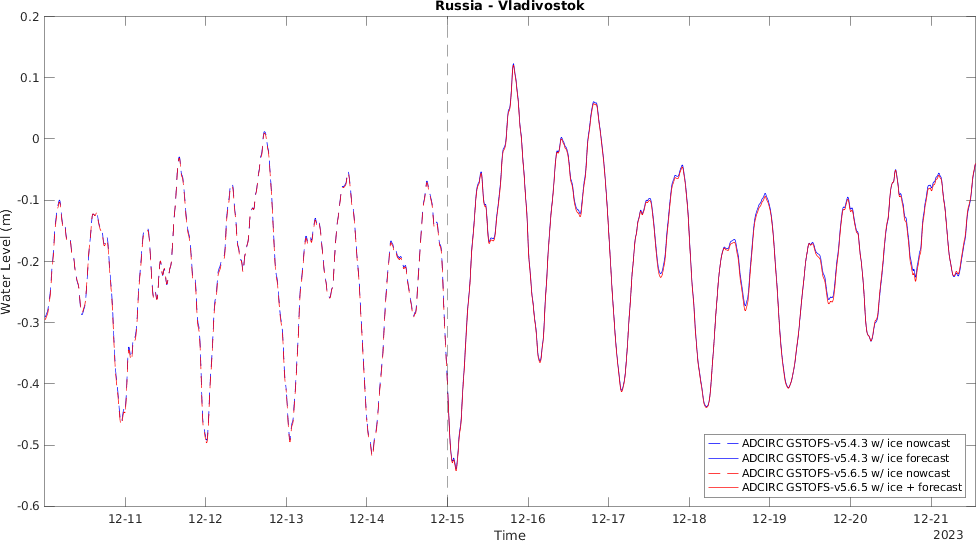 Russia - Vladivostok
0.2
0.1
0
-0.1
-0.2
-0.3
-0.4
-0.5
-0.6
Water Level (m)
ADCIRC GSTOFS-v5.4.3 w/ ice nowcast
ADCIRC GSTOFS-v5.4.3 w/ ice forecast
ADCIRC GSTOFS-v5.6.5 w/ ice nowcast
ADCIRC GSTOFS-v5.6.5 w/ ice + forecast
12-11 12-12 12-13 12-14 12-15 12-16 12-17 12-18 12-19 12-20 12-21
Time
2023